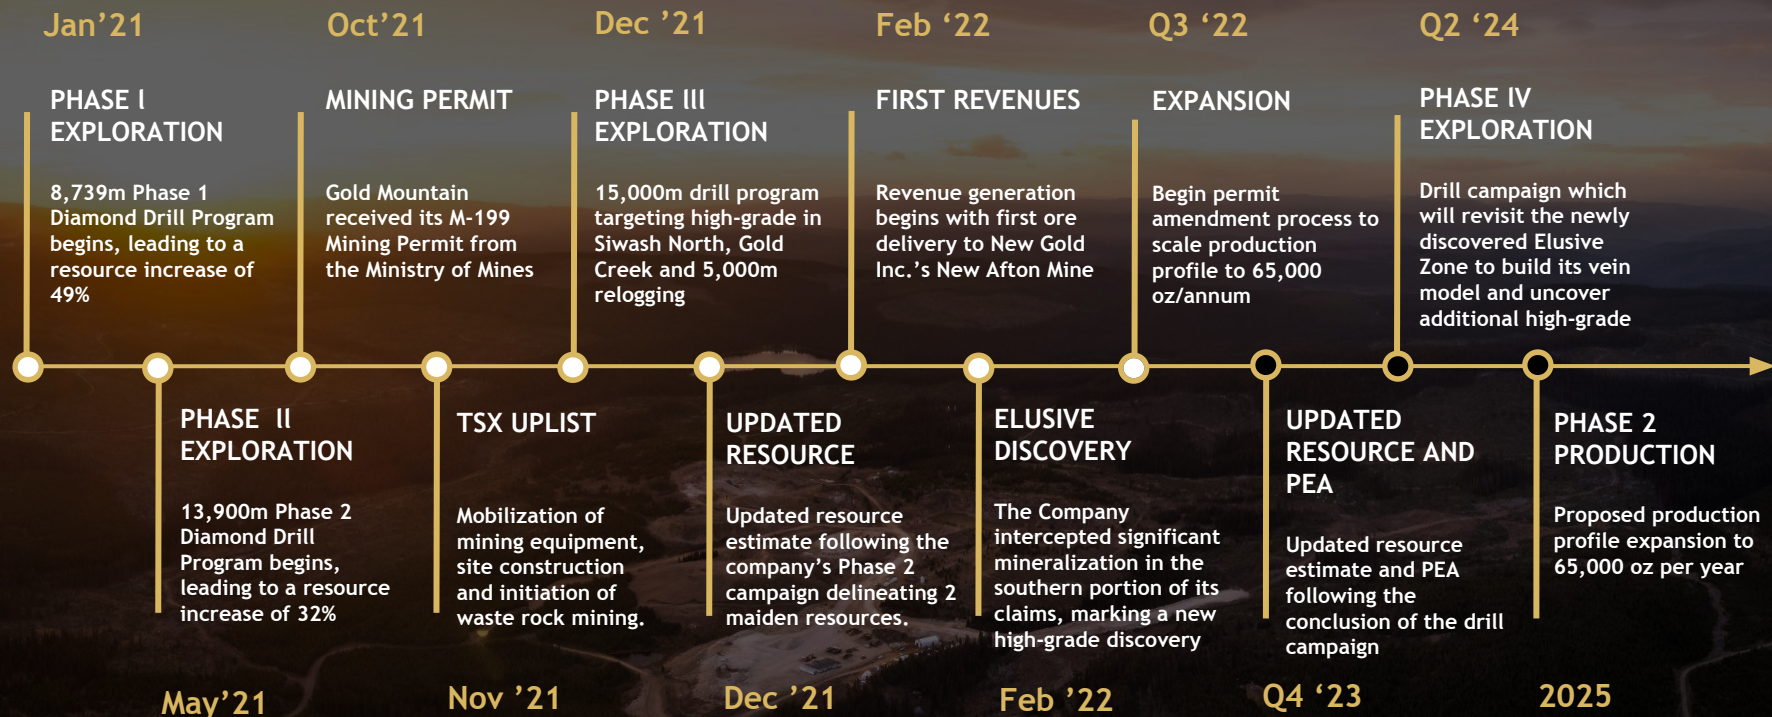 Jan’21
PHASE l
EXPLORATION
8,739m Phase 1
Diamond Drill Program
begins, leading to a
resource increase of
49%
May’21
PHASE  ll
EXPLORATION
13,900m Phase 2
Diamond Drill
Program begins,
leading to a resource
increase of 32%
Oct’21
MINING PERMIT
Gold Mountain
received its M-199
Mining Permit from
the Ministry of Mines
Nov ’21
TSX UPLIST
Mobilization of
mining equipment,
site construction
and initiation of
waste rock mining.
Dec ’21
PHASE lll
EXPLORATION
15,000m drill program
targeting high-grade in
Siwash North, Gold
Creek and 5,000m
relogging
Dec ’21
UPDATED
RESOURCE
Updated resource
estimate following the
company’s Phase 2
campaign delineating 2
maiden resources.
Feb ‘22
FIRST REVENUES
Revenue generation
begins with first ore
delivery to New Gold
Inc.’s New Afton Mine
Feb ’22
ELUSIVE
DISCOVERY
The Company
intercepted significant
mineralization in the
southern portion of its
claims, marking a new
high-grade discovery
Q3 ‘22
EXPANSION
Begin permit
amendment process to
scale production
profile to 65,000
oz/annum
Q4 ‘23
UPDATED
RESOURCE AND
PEA
Updated resource
estimate and PEA
following the
conclusion of the drill
campaign
Q2 ‘24
PHASE lV
EXPLORATION
Drill campaign which
will revisit the newly
discovered Elusive
Zone to build its vein
model and uncover
additional high-grade
2025
PHASE 2
PRODUCTION
Proposed production
profile expansion to
65,000 oz per year